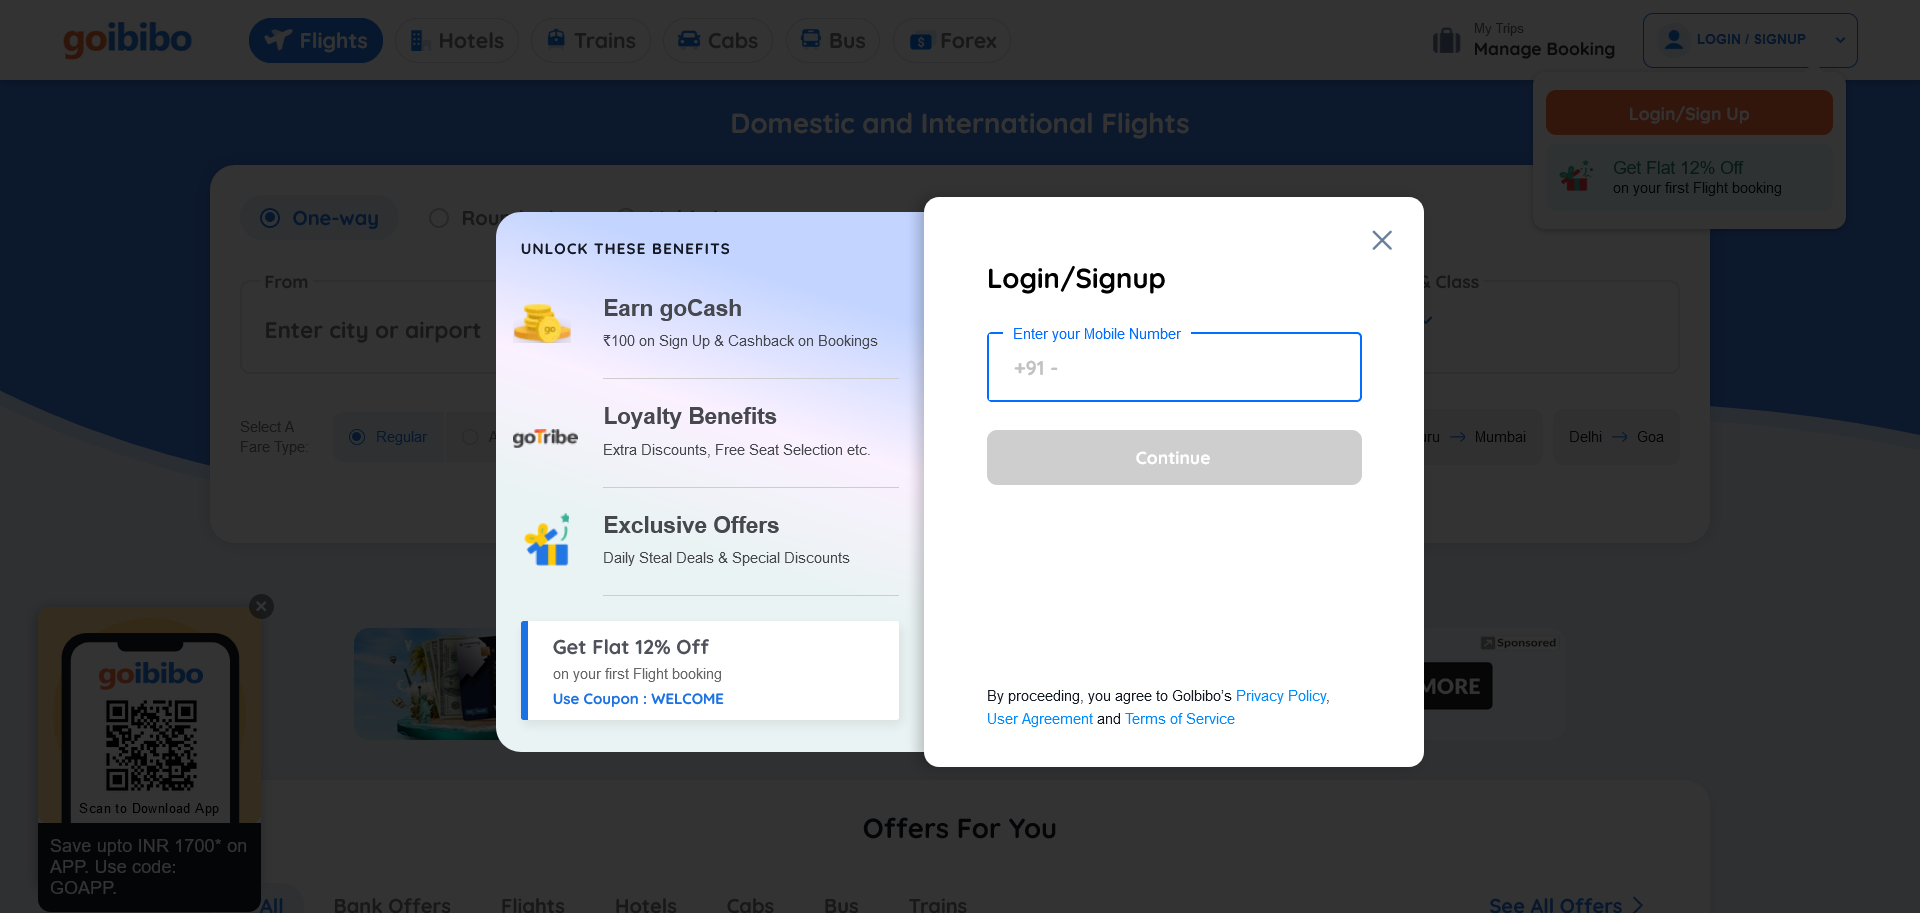 goibibo
Flights
Hotels
Trains
Cabs
Bus
Forex
My Trips
Manage Booking
LOGIN / SIGNUP
Login/Sign Up
Get Flat 12% Off
on your first Flight booking
Domestic and International Flights
One-way
From
Enter city or airport
& Class
Select A
Fare Type:
Regular
Mumbai
Delhi
Goa
UNLOCK THESE BENEFITS
Earn goCash
₹100 on Sign Up & Cashback on Bookings
goTribe
Loyalty Benefits
Extra Discounts, Free Seat Selection etc.
Exclusive Offers
Daily Steal Deals & Special Discounts
Get Flat 12% Off
on your first Flight booking
Use Coupon : WELCOME
Login/Signup
Enter your Mobile Number
+91 -
Continue
By proceeding, you agree to GoIbibo’s Privacy Policy,
User Agreement and Terms of Service
Sponsored
MORE
goibibo
Scan to Download App
Save upto INR 1700* on
APP. Use code:
GOAPP.
Offers For You
All
Bank Offers
Flights
Hotels
Cabs
Bus
Trains
See All Offers